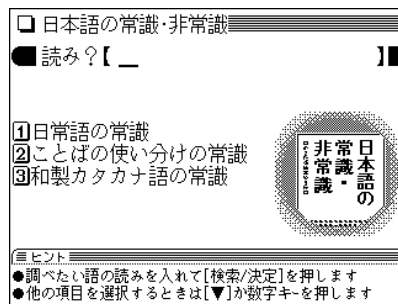 日本語の常識・非常識
読み?【 】
1日常語の常識
2ことばの使い分けの常識
3和製カタカナ語の常識
日本語の
常識・
非常識
ヒント
●調べたい語の読みを入れて[検索/決定]を押します
●他の項目を選択するときは[▼]か数字キーを押します